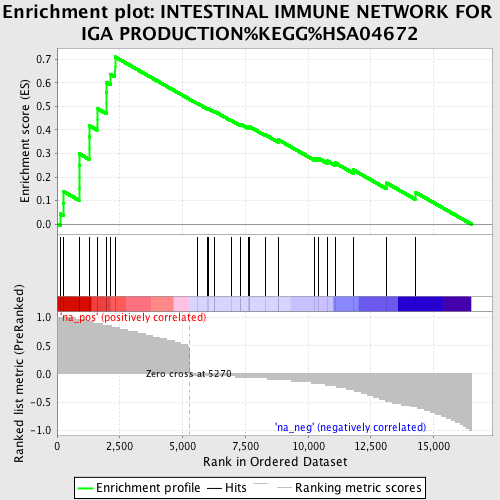 Enrichment plot: INTESTINAL IMMUNE NETWORK FOR
IGA PRODUCTION%KEGG%HSA04672
Enrichment score (ES)
0.7
0.6
0.5
0.4
0.3
0.2
0.1
0.0
Ranked list metric (PreRanked)
1.0
0.5
0.0
-0.5
-1.0
'na_pos' (positively correlated)
Zero cross at 5270
'na_neg' (negatively correlated)
0 2,500 5,000 7,500 10,000 12,500 15,000
Rank in Ordered Dataset
Enrichment profile Hits Ranking metric scores